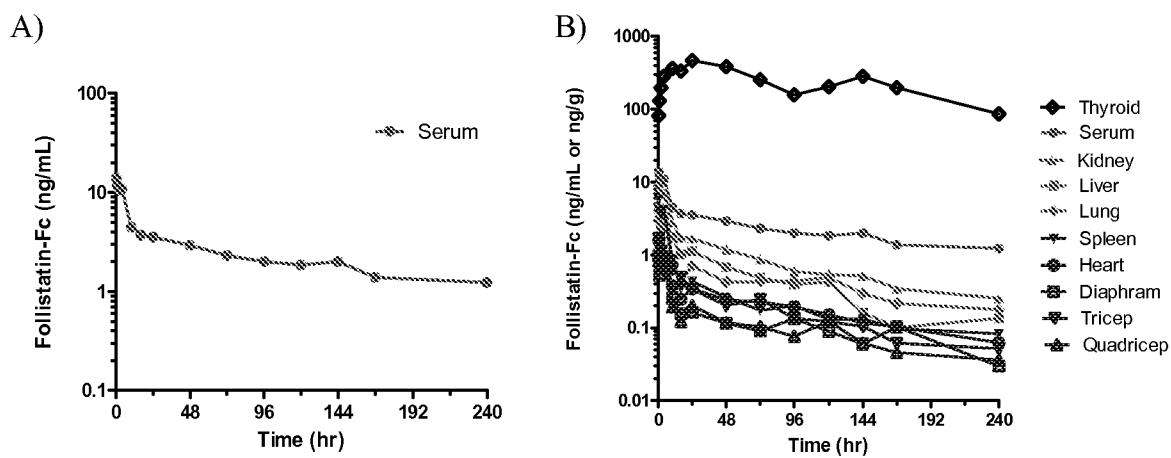 A)
100
10
1
0.1
Follistatin-Fc (ng/mL)
Serum
0
48
96
144
192
240
Time (hr)
B)
1000
100
10
1
0.1
0.01
Follistatin-Fc (ng/mL or ng/g)
0
48
96
144
192
240
Time (hr)
Thyroid
Serum
Kidney
Liver
Lung
Spleen
Heart
Diaphram
Tricep
Quadricep